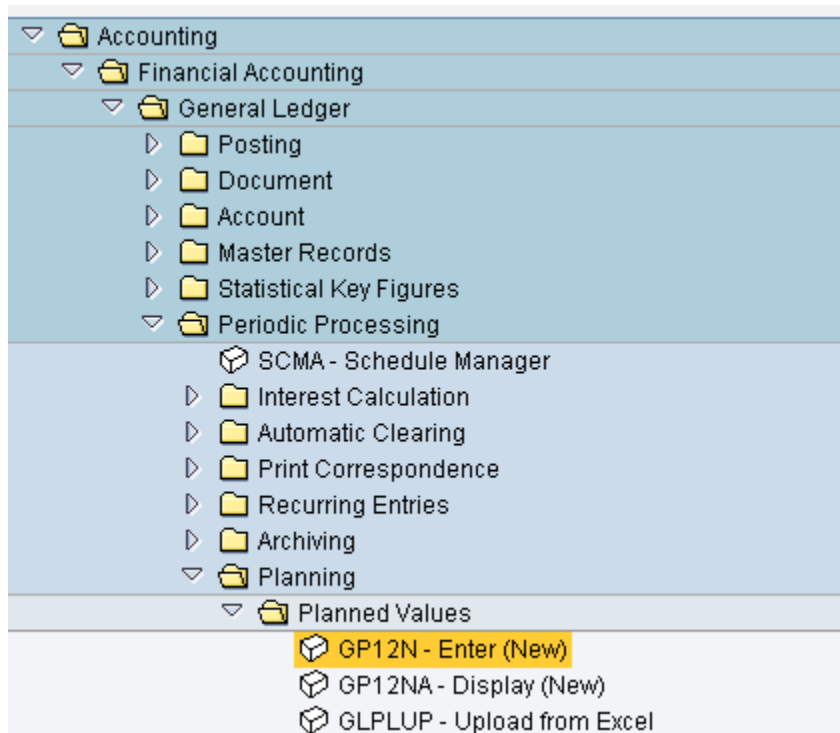 Accounting
Financial Accounting
General Ledger
Posting
Document
Account
Master Records
Statistical Key Figures
Periodic Processing
SCMA - Schedule Manager
Interest Calculation
Automatic Clearing
Print Correspondence
Recurring Entries
Archiving
Planning
Planned Values
GP12N - Enter (New)
GP12NA - Display (New)
GLPLUP - Upload from Excel